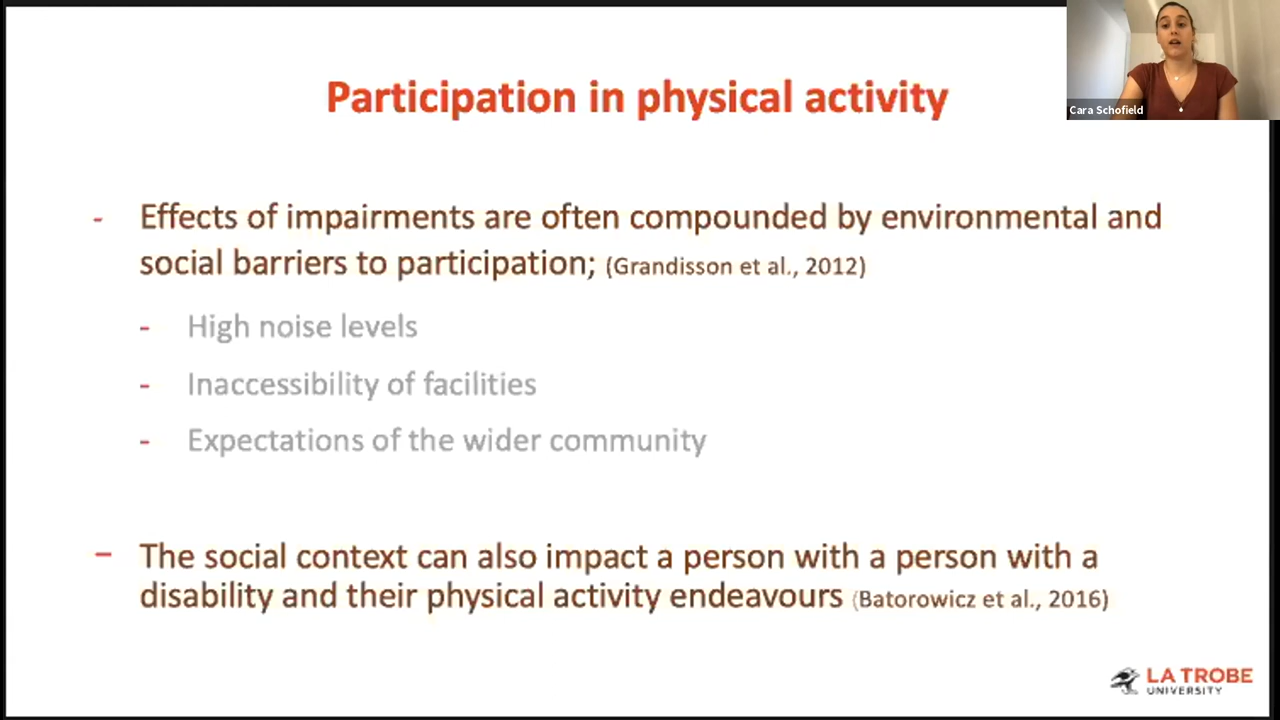 Participation in physical activity
Cara Schofield
- Effects of impairments are often compounded by environmental and
social barriers to participation; (Grandisson et al., 2012)
- High noise levels
- Inaccessibility of facilities
- Expectations of the wider community
– The social context can also impact a person with a person with a
disability and their physical activity endeavours (Batorowicz et al., 2016)
LA TROBE
UNIVERSITY